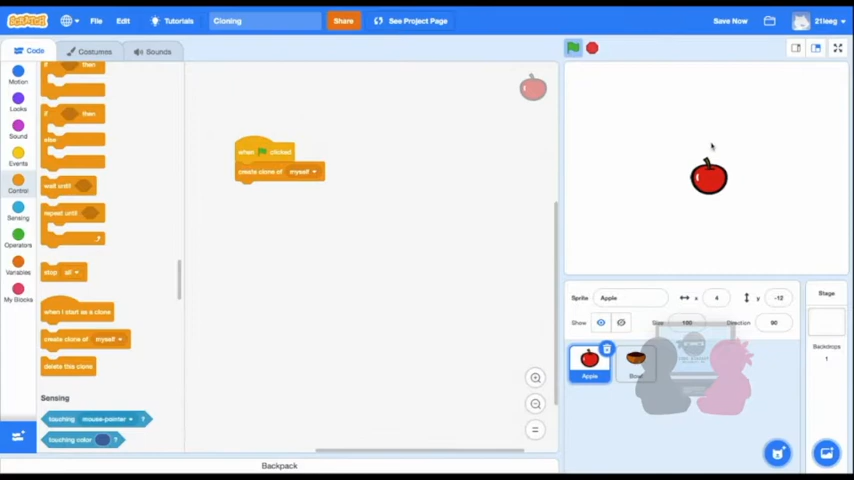 SCRATCH
File
Edit
Tutorials
Cloning
Share
See Project Page
Save Now
21leeg
Code
Costumes
Sounds
Motion
Looks
Sound
Events
Control
Sensing
Operators
Variables
My Blocks
if then
if then
else
wait until
repeat until
stop all
when I start as a clone
create clone of myself
delete this clone
Sensing
touching mouse-pointer ?
touching color ?
when clicked
create clone of myself
Sprite
Apple
x
4
y
-12
Show
Size
100
Direction
90
Apple
Bowl
Stage
Backdrops
1
Backpack